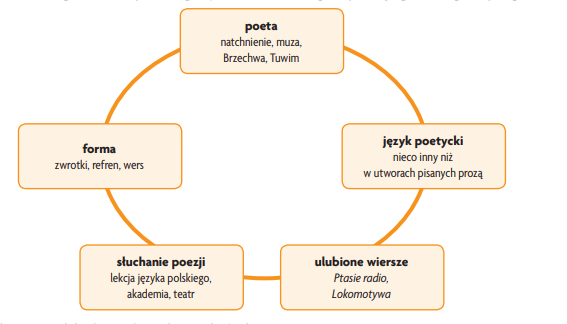 poeta
natchnienie, muza,
Brzechwa, Tuwim
język poetycki
nieco inny niż
w utworach pisanych prozą
forma
zwrotki, refren, wers
słuchanie poezji
lekcja języka polskiego,
akademia, teatr
ulubione wiersze
Ptasie radio,
Lokomotywa